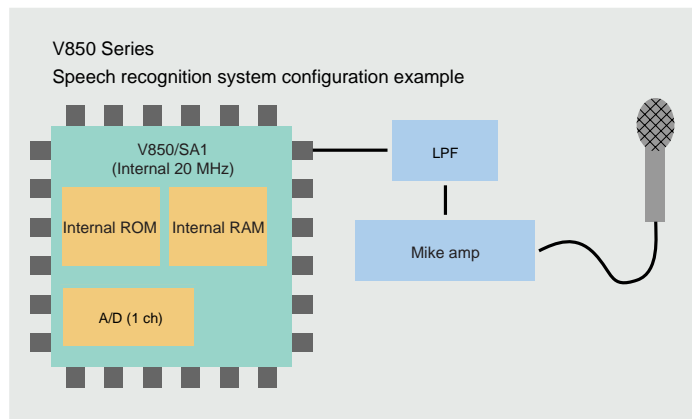 V850 Series
Speech recognition system configuration example
V850/SA1
(Internal 20 MHz)
LPF
Internal ROM
Internal RAM
Mike amp
A/D (1 ch)